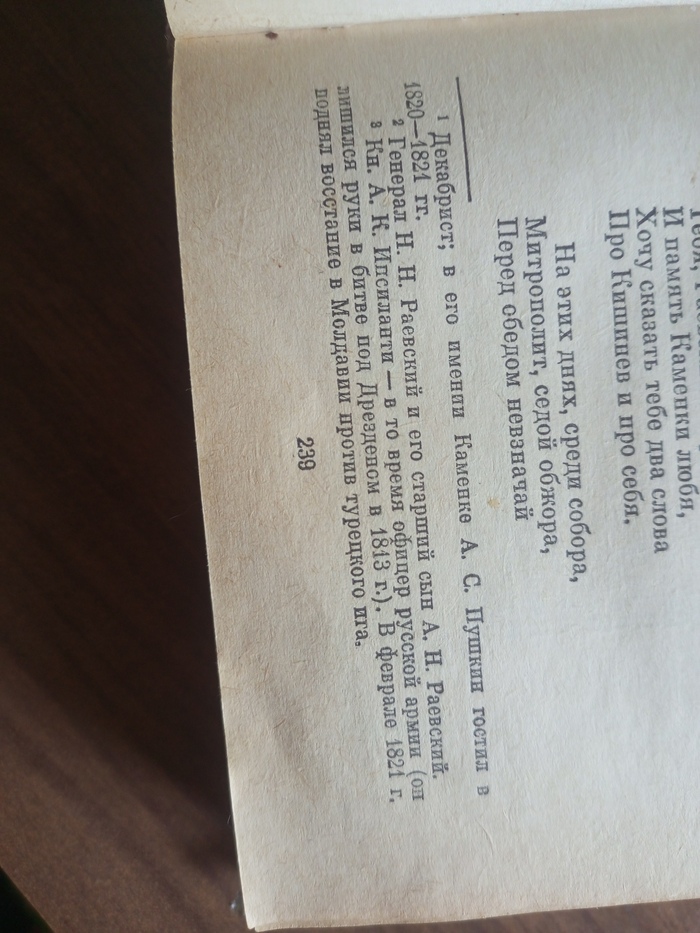 И память Каменки любя,
Хочу сказать тебе два слова
Про Кишинев и про себя.
На этих днях, среди собора,
Митрополит, седой обжора,
Перед обедом невзначай
¹ Декабрист; в его имении Каменке А. С. Пушкин гостил в
1820—1821 гг.
² Генерал Н. Н. Раевский и его старший сын А. Н. Раевский.
³ Кн. А. К. Ипсиланти — в то время офицер русской армии (он
лишился руки в битве под Дрезденом в 1813 г.). В феврале 1821 г.
поднял восстание в Молдавии против турецкого ига.
239